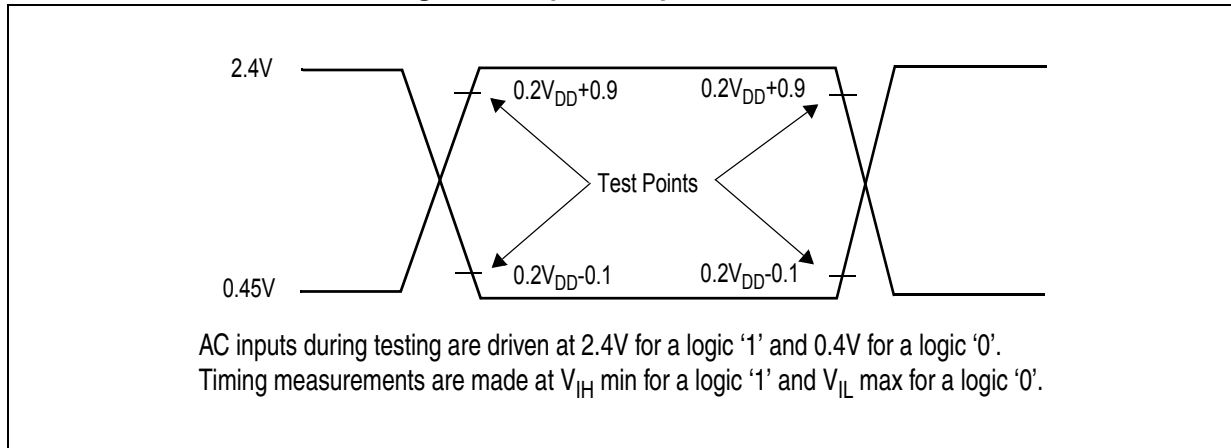 2.4V
0.2VDD+0.9 0.2VDD+0.9
Test Points
0.2VDD-0.1 0.2VDD-0.1
0.45V
AC inputs during testing are driven at 2.4V for a logic ‘1’ and 0.4V for a logic ‘0’.
Timing measurements are made at VIH min for a logic ‘1’ and VIL max for a logic ‘0’.